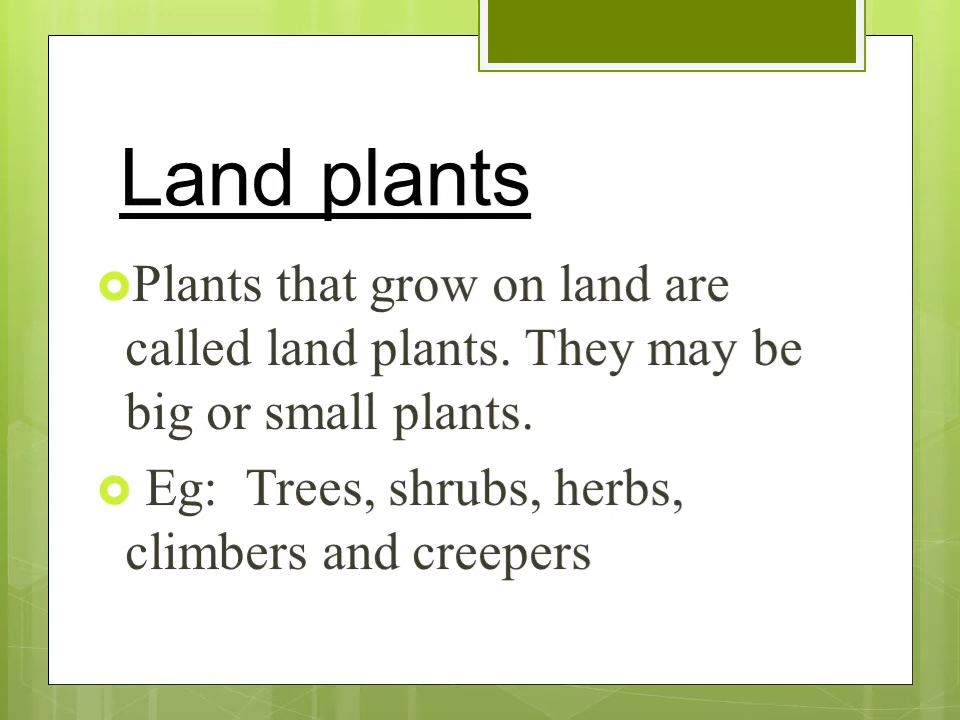 Land plants
Plants that grow on land are
called land plants. They may be
big or small plants.
Eg:  Trees, shrubs, herbs,
climbers and creepers